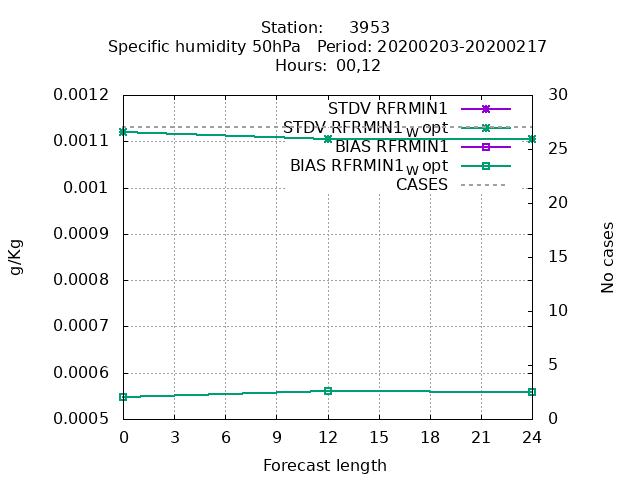 Station:     3953
Specific humidity 50hPa   Period: 20200203-20200217
Hours:  00,12
0.0012
0.0011
0.001
0.0009
0.0008
0.0007
0.0006
0.0005
g/Kg
STDV RFRMIN1
STDV RFRMIN1w opt
BIAS RFRMIN1
BIAS RFRMIN1w opt
CASES
30
25
20
15
10
5
0
No cases
0 3 6 9 12 15 18 21 24
Forecast length